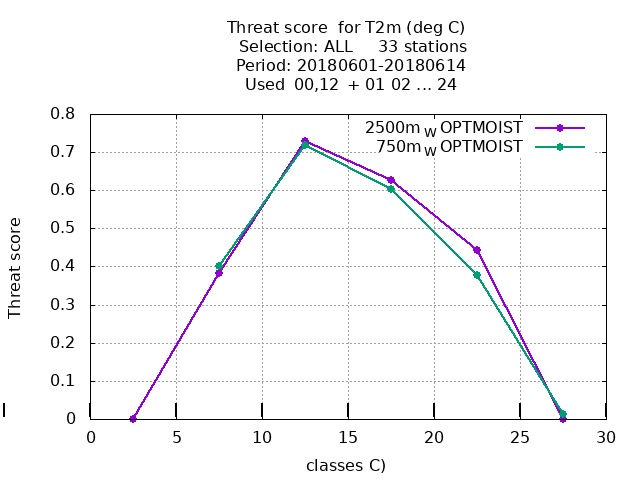 Threat score for T2m (deg C)
Selection: ALL 33 stations
Period: 20180601-20180614
Used 00,12 + 01 02 ... 24
2500m W OPTMOIST
750m W OPTMOIST
Threat score
0.8
0.7
0.6
0.5
0.4
0.3
0.2
0.1
0
0 5 10 15 20 25 30
classes C)